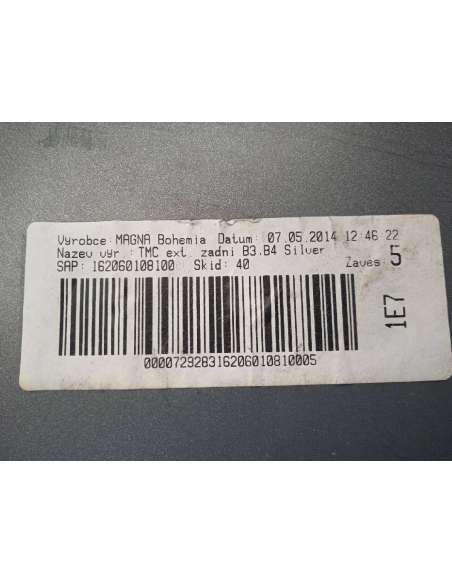 Vyrobce: MAGNA Bohemia Datum: 07.05.2014 12:46 22
Nazev vyr .:TMC ext. zadni B3.B4 Silver
SAP: 162060108100 Skid: 40 Zaves: 5
1E7
000072928316206010810005